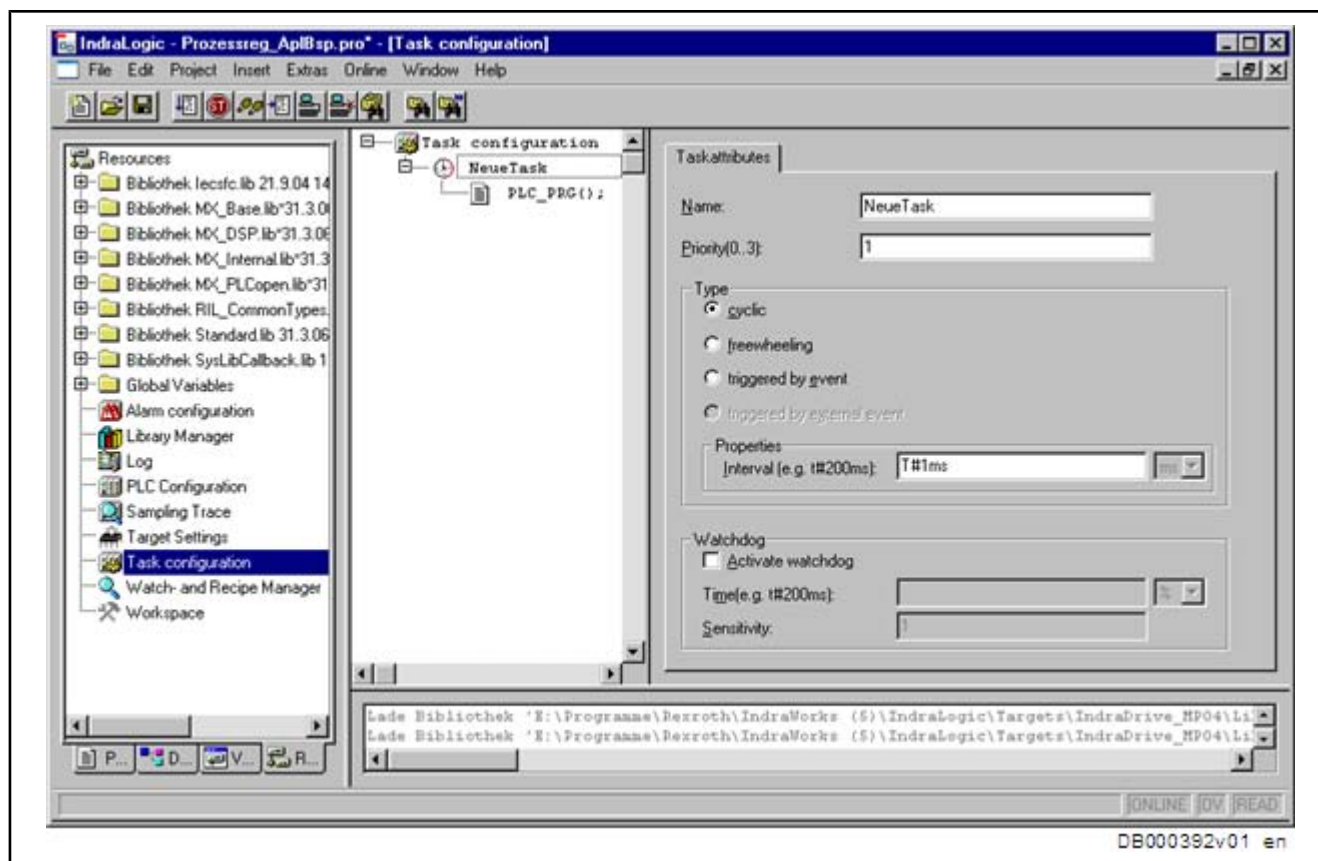 IndraLogic - Prozessreg_AplBsp.pro* - [Task configuration]
File Edit Project Insert Extras Online Window Help
Resources
Bibliothek Iecsfc.lib 21.9.04 14
Bibliothek MX_Base.lib*31.3.0
Bibliothek MX_DSP.lib*31.3.06
Bibliothek MX_Internal.lib*31.3
Bibliothek MX_PLCopen.lib*31
Bibliothek RIL_CommonTypes.
Bibliothek Standard.lib 31.3.06
Bibliothek SysLibCallback.lib 1
Global Variables
Alarm configuration
Library Manager
Log
PLC Configuration
Sampling Trace
Target Settings
Task configuration
Watch- and Recipe Manager
Workspace
P... D... V... R...
Task configuration
NeueTask
PLC_PRG();
Taskattributes
Name: NeueTask
Priority(0..3): 1
Type
cyclic
freewheeling
triggered by event
triggered by external event
Properties
Interval (e.g. t#200ms): T#1ms ms
Watchdog
Activate watchdog
Time(e.g. t#200ms): %
Sensitivity: 1
Lade Bibliothek 'E:\Programme\Rexroth\IndraWorks (5)\IndraLogic\Targets\IndraDrive_MP04\Li
Lade Bibliothek 'E:\Programme\Rexroth\IndraWorks (5)\IndraLogic\Targets\IndraDrive_MP04\Li
ONLINE OV READ
DB000392v01 en